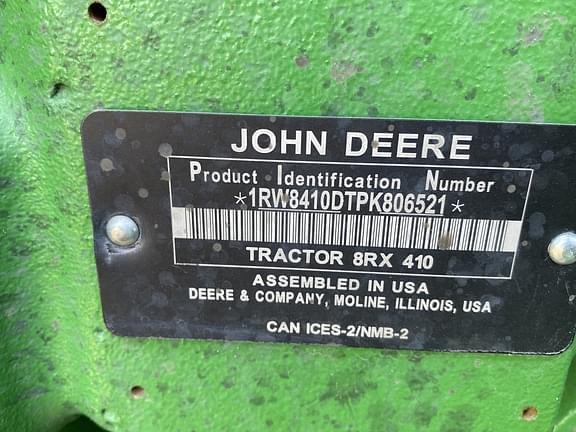 JOHN DEERE
Product Identification Number
*1RW8410DTPK806521*
TRACTOR 8RX 410
ASSEMBLED IN USA
DEERE & COMPANY, MOLINE, ILLINOIS, USA
CAN ICES-2/NMB-2